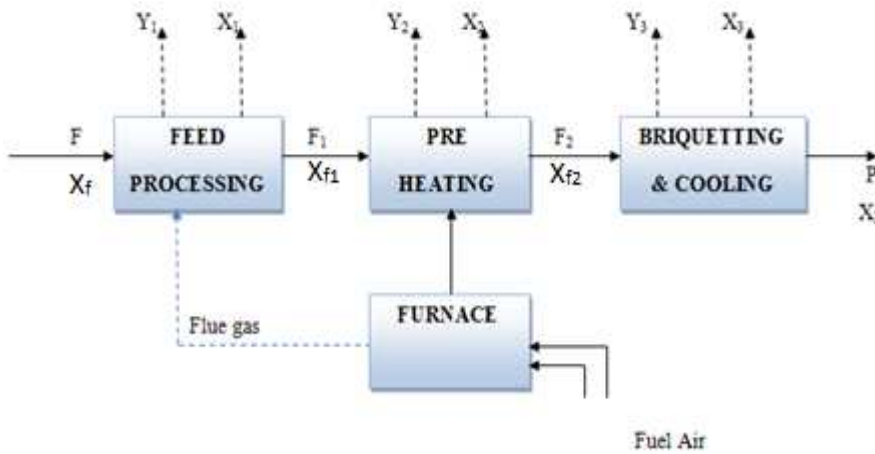 Y₁ X₁ Y₂ X₂ Y₃ X₃
F
FEED
PROCESSING
F₁
PRE
HEATING
F₂
BRIQUETTING
& COOLING
P
Xf
Xf1
Xf2
FURNACE
Flue gas
Fuel Air